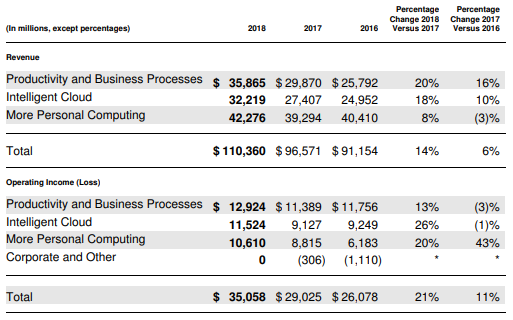 Percentage Percentage
Change 2018 Change 2017
(In millions, except percentages) 2018 2017 2016 Versus 2017 Versus 2016
Revenue
Productivity and Business Processes $ 35,865 $ 29,870 $ 25,792 20% 16%
Intelligent Cloud 32,219 27,407 24,952 18% 10%
More Personal Computing 42,276 39,294 40,410 8% (3)%
Total $ 110,360 $ 96,571 $ 91,154 14% 6%
Operating Income (Loss)
Productivity and Business Processes $ 12,924 $ 11,389 $ 11,756 13% (3)%
Intelligent Cloud 11,524 9,127 9,249 26% (1)%
More Personal Computing 10,610 8,815 6,183 20% 43%
Corporate and Other 0 (306) (1,110) * *
Total $ 35,058 $ 29,025 $ 26,078 21% 11%